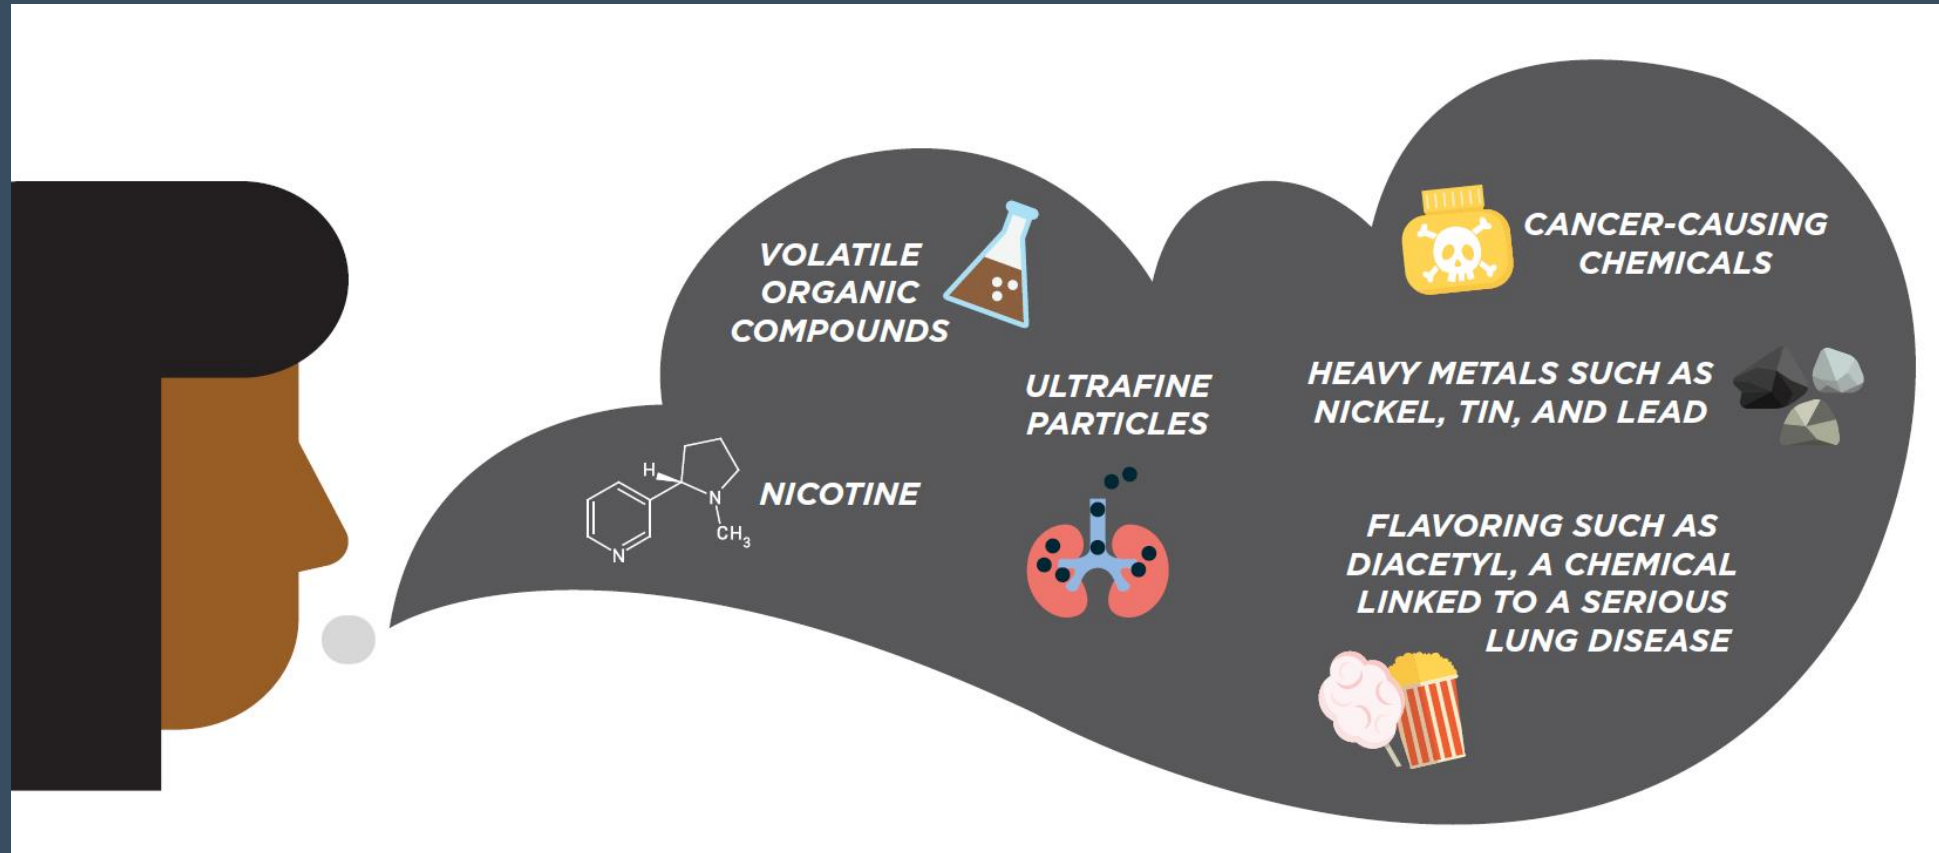 VOLATILE
ORGANIC
COMPOUNDS
CANCER-CAUSING
CHEMICALS
ULTRAFINE
PARTICLES
HEAVY METALS SUCH AS
NICKEL, TIN, AND LEAD
H
N
CH3
N
NICOTINE
FLAVORING SUCH AS
DIACETYL, A CHEMICAL
LINKED TO A SERIOUS
LUNG DISEASE